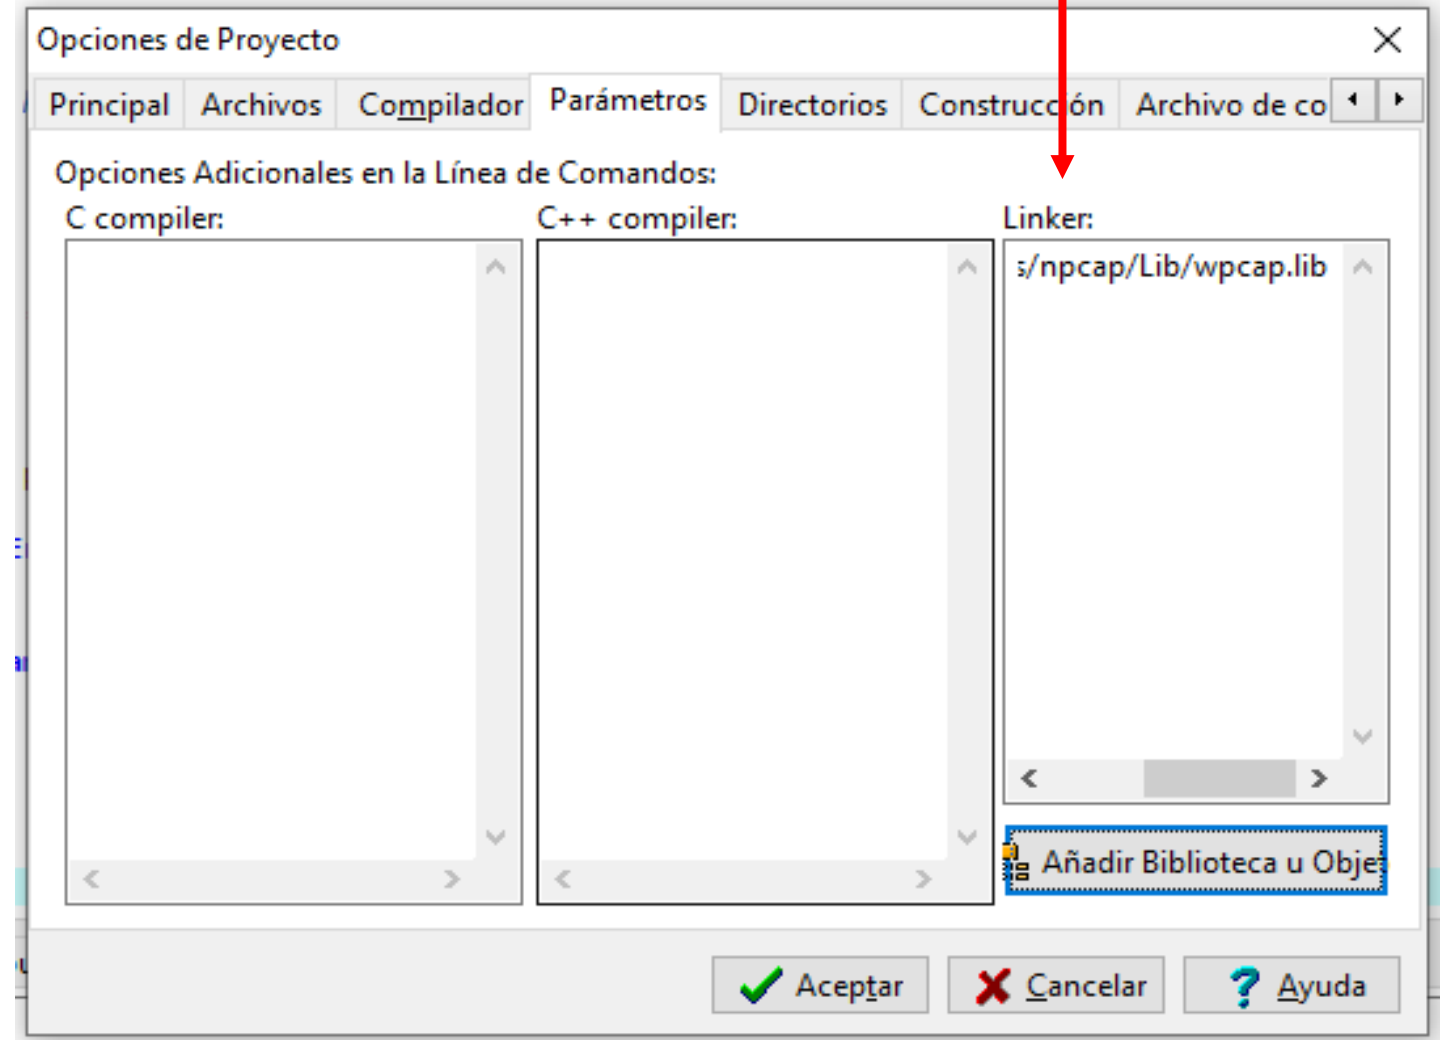 Opciones de Proyecto
Principal Archivos Compilador Parámetros Directorios Construcción Archivo de co
Opciones Adicionales en la Línea de Comandos:
C compiler: C++ compiler: Linker:
s/npcap/Lib/wpcap.lib
Añadir Biblioteca u Obje
Aceptar Cancelar Ayuda